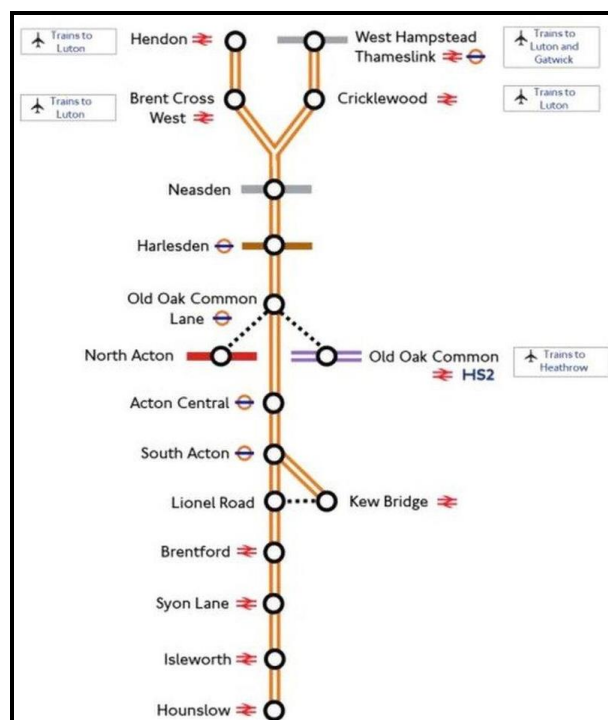 Trains to
Luton
Hendon
West Hampstead
Thameslink
Trains to
Luton and
Gatwick
Trains to
Luton
Brent Cross
West
Cricklewood
Trains to
Luton
Neasden
Harlesden
Old Oak Common
Lane
North Acton
Old Oak Common
HS2
Trains to
Heathrow
Acton Central
South Acton
Lionel Road
Kew Bridge
Brentford
Syon Lane
Isleworth
Hounslow